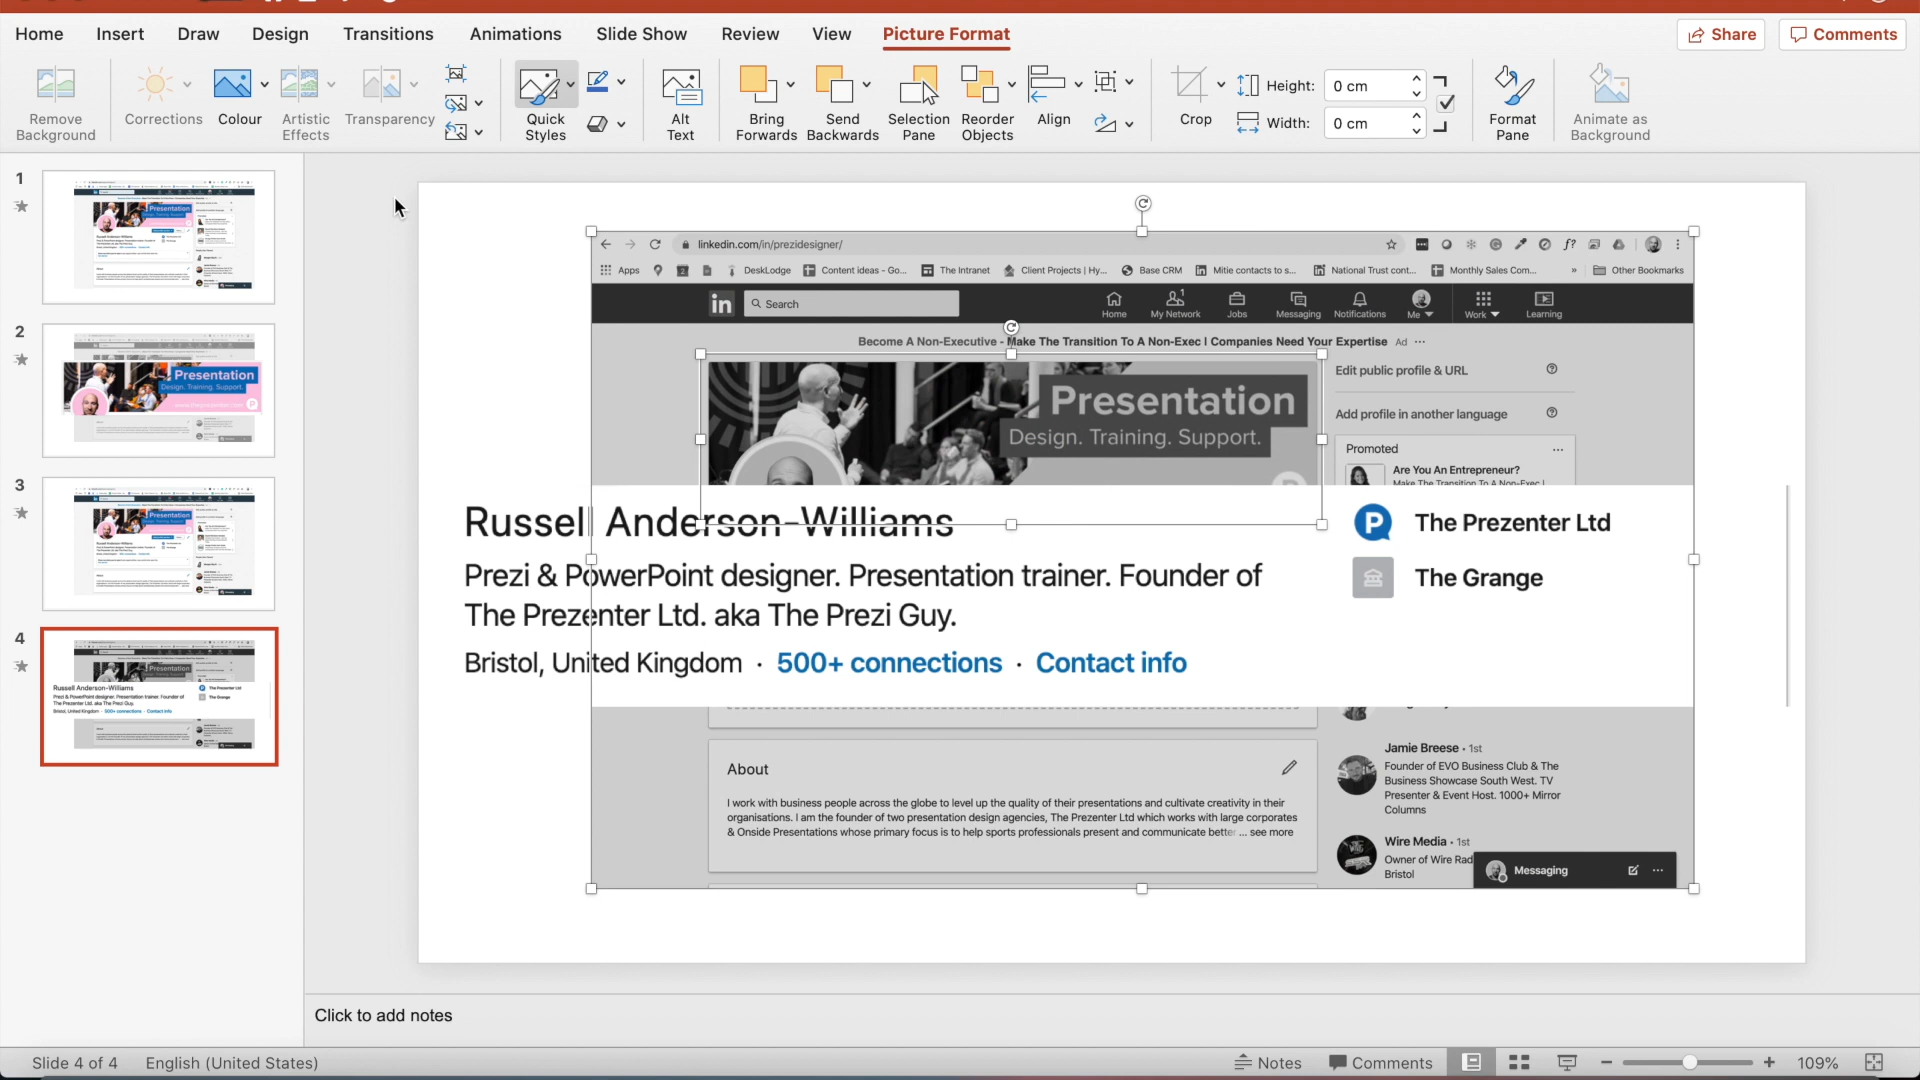 Home Insert Draw Design Transitions Animations Slide Show Review View Picture Format Share Comments
Remove Background Corrections Colour Artistic Effects Transparency Quick Styles Alt Text Bring Forwards Send Backwards Selection Pane Reorder Objects Align Crop Height: 0 cm Width: 0 cm Format Pane Animate as Background
1
2
3
4
linkedin.com/in/prezidesigner/ f?
Apps DeskLodge Content ideas - Go... The Intranet Client Projects | Hy... Base CRM Mitie contacts to s... National Trust cont... Monthly Sales Com... » Other Bookmarks
in Search Home My Network 1 Jobs Messaging Notifications Me Work Learning
Become A Non-Executive - Make The Transition To A Non-Exec | Companies Need Your Expertise Ad ...
Edit public profile & URL
Add profile in another language
Presentation
Design. Training. Support.
Promoted ...
Are You An Entrepreneur?
Make The Transition To A Non-Exec |
Russell Anderson-Williams
P The Prezenter Ltd
Prezi & PowerPoint designer. Presentation trainer. Founder of
The Grange
The Prezenter Ltd. aka The Prezi Guy.
Bristol, United Kingdom · 500+ connections · Contact info
About
I work with business people across the globe to level up the quality of their presentations and cultivate creativity in their
organisations. I am the founder of two presentation design agencies, The Prezenter Ltd which works with large corporates
& Onside Presentations whose primary focus is to help sports professionals present and communicate better ... see more
Jamie Breese • 1st
Founder of EVO Business Club & The
Business Showcase South West. TV
Presenter & Event Host. 1000+ Mirror
Columns
Wire Media • 1st
Owner of Wire Rad
Bristol
Messaging ...
Click to add notes
Slide 4 of 4 English (United States) Notes Comments 109%